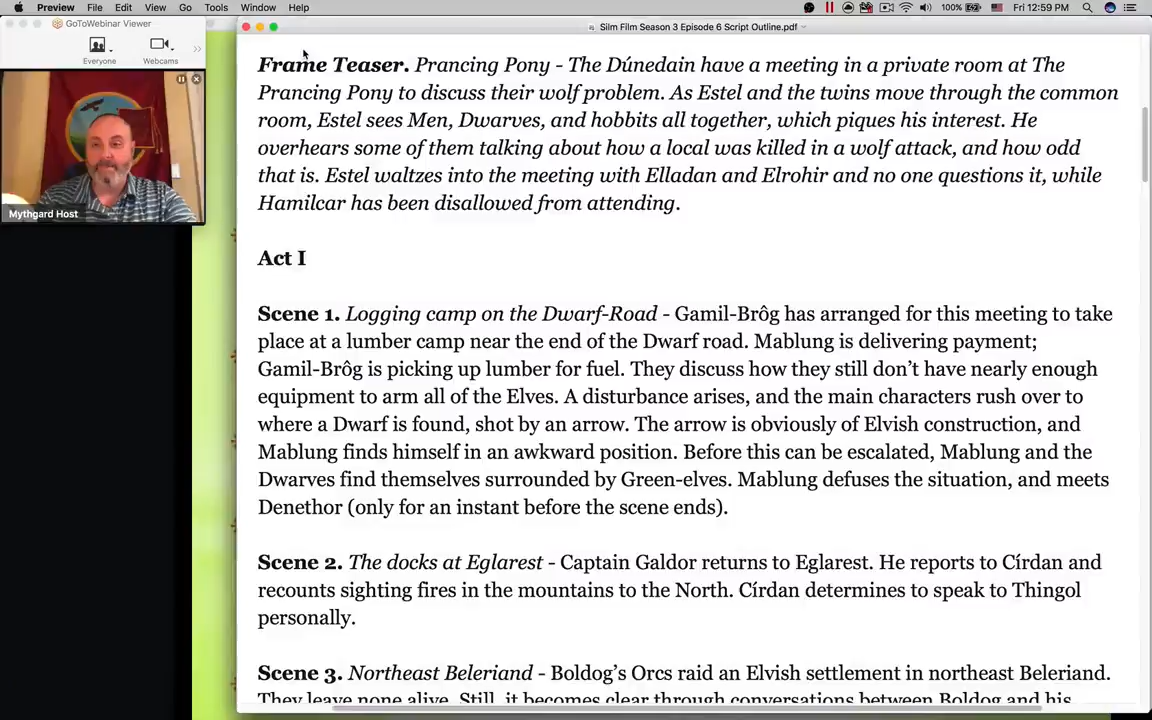 Preview File Edit View Go Tools Window Help 100% Fri 12:59 PM
GoToWebinar Viewer
Everyone Webcams
Mythgard Host
Silm Film Season 3 Episode 6 Script Outline.pdf
Frame Teaser. Prancing Pony - The Dúnedain have a meeting in a private room at The
Prancing Pony to discuss their wolf problem. As Estel and the twins move through the common
room, Estel sees Men, Dwarves, and hobbits all together, which piques his interest. He
overhears some of them talking about how a local was killed in a wolf attack, and how odd
that is. Estel waltzes into the meeting with Elladan and Elrohir and no one questions it, while
Hamilcar has been disallowed from attending.
Act I
Scene 1. Logging camp on the Dwarf-Road - Gamil-Brôg has arranged for this meeting to take
place at a lumber camp near the end of the Dwarf road. Mablung is delivering payment;
Gamil-Brôg is picking up lumber for fuel. They discuss how they still don’t have nearly enough
equipment to arm all of the Elves. A disturbance arises, and the main characters rush over to
where a Dwarf is found, shot by an arrow. The arrow is obviously of Elvish construction, and
Mablung finds himself in an awkward position. Before this can be escalated, Mablung and the
Dwarves find themselves surrounded by Green-elves. Mablung defuses the situation, and meets
Denethor (only for an instant before the scene ends).
Scene 2. The docks at Eglarest - Captain Galdor returns to Eglarest. He reports to Círdan and
recounts sighting fires in the mountains to the North. Círdan determines to speak to Thingol
personally.
Scene 3. Northeast Beleriand - Boldog’s Orcs raid an Elvish settlement in northeast Beleriand.
They leave none alive. Still, it becomes clear through conversations between Boldog and his